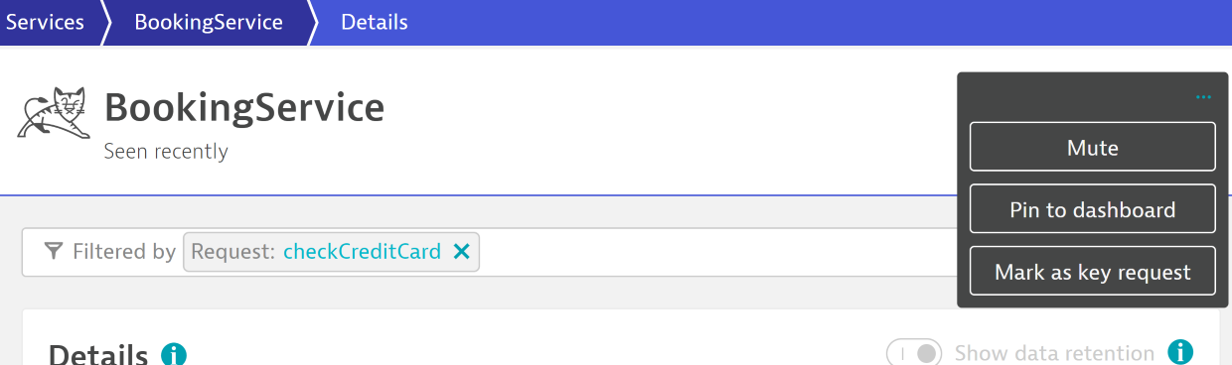 Services BookingService Details
BookingService
Seen recently
...
Mute
Pin to dashboard
Mark as key request
Filtered by Request: checkCreditCard
Details
Show data retention